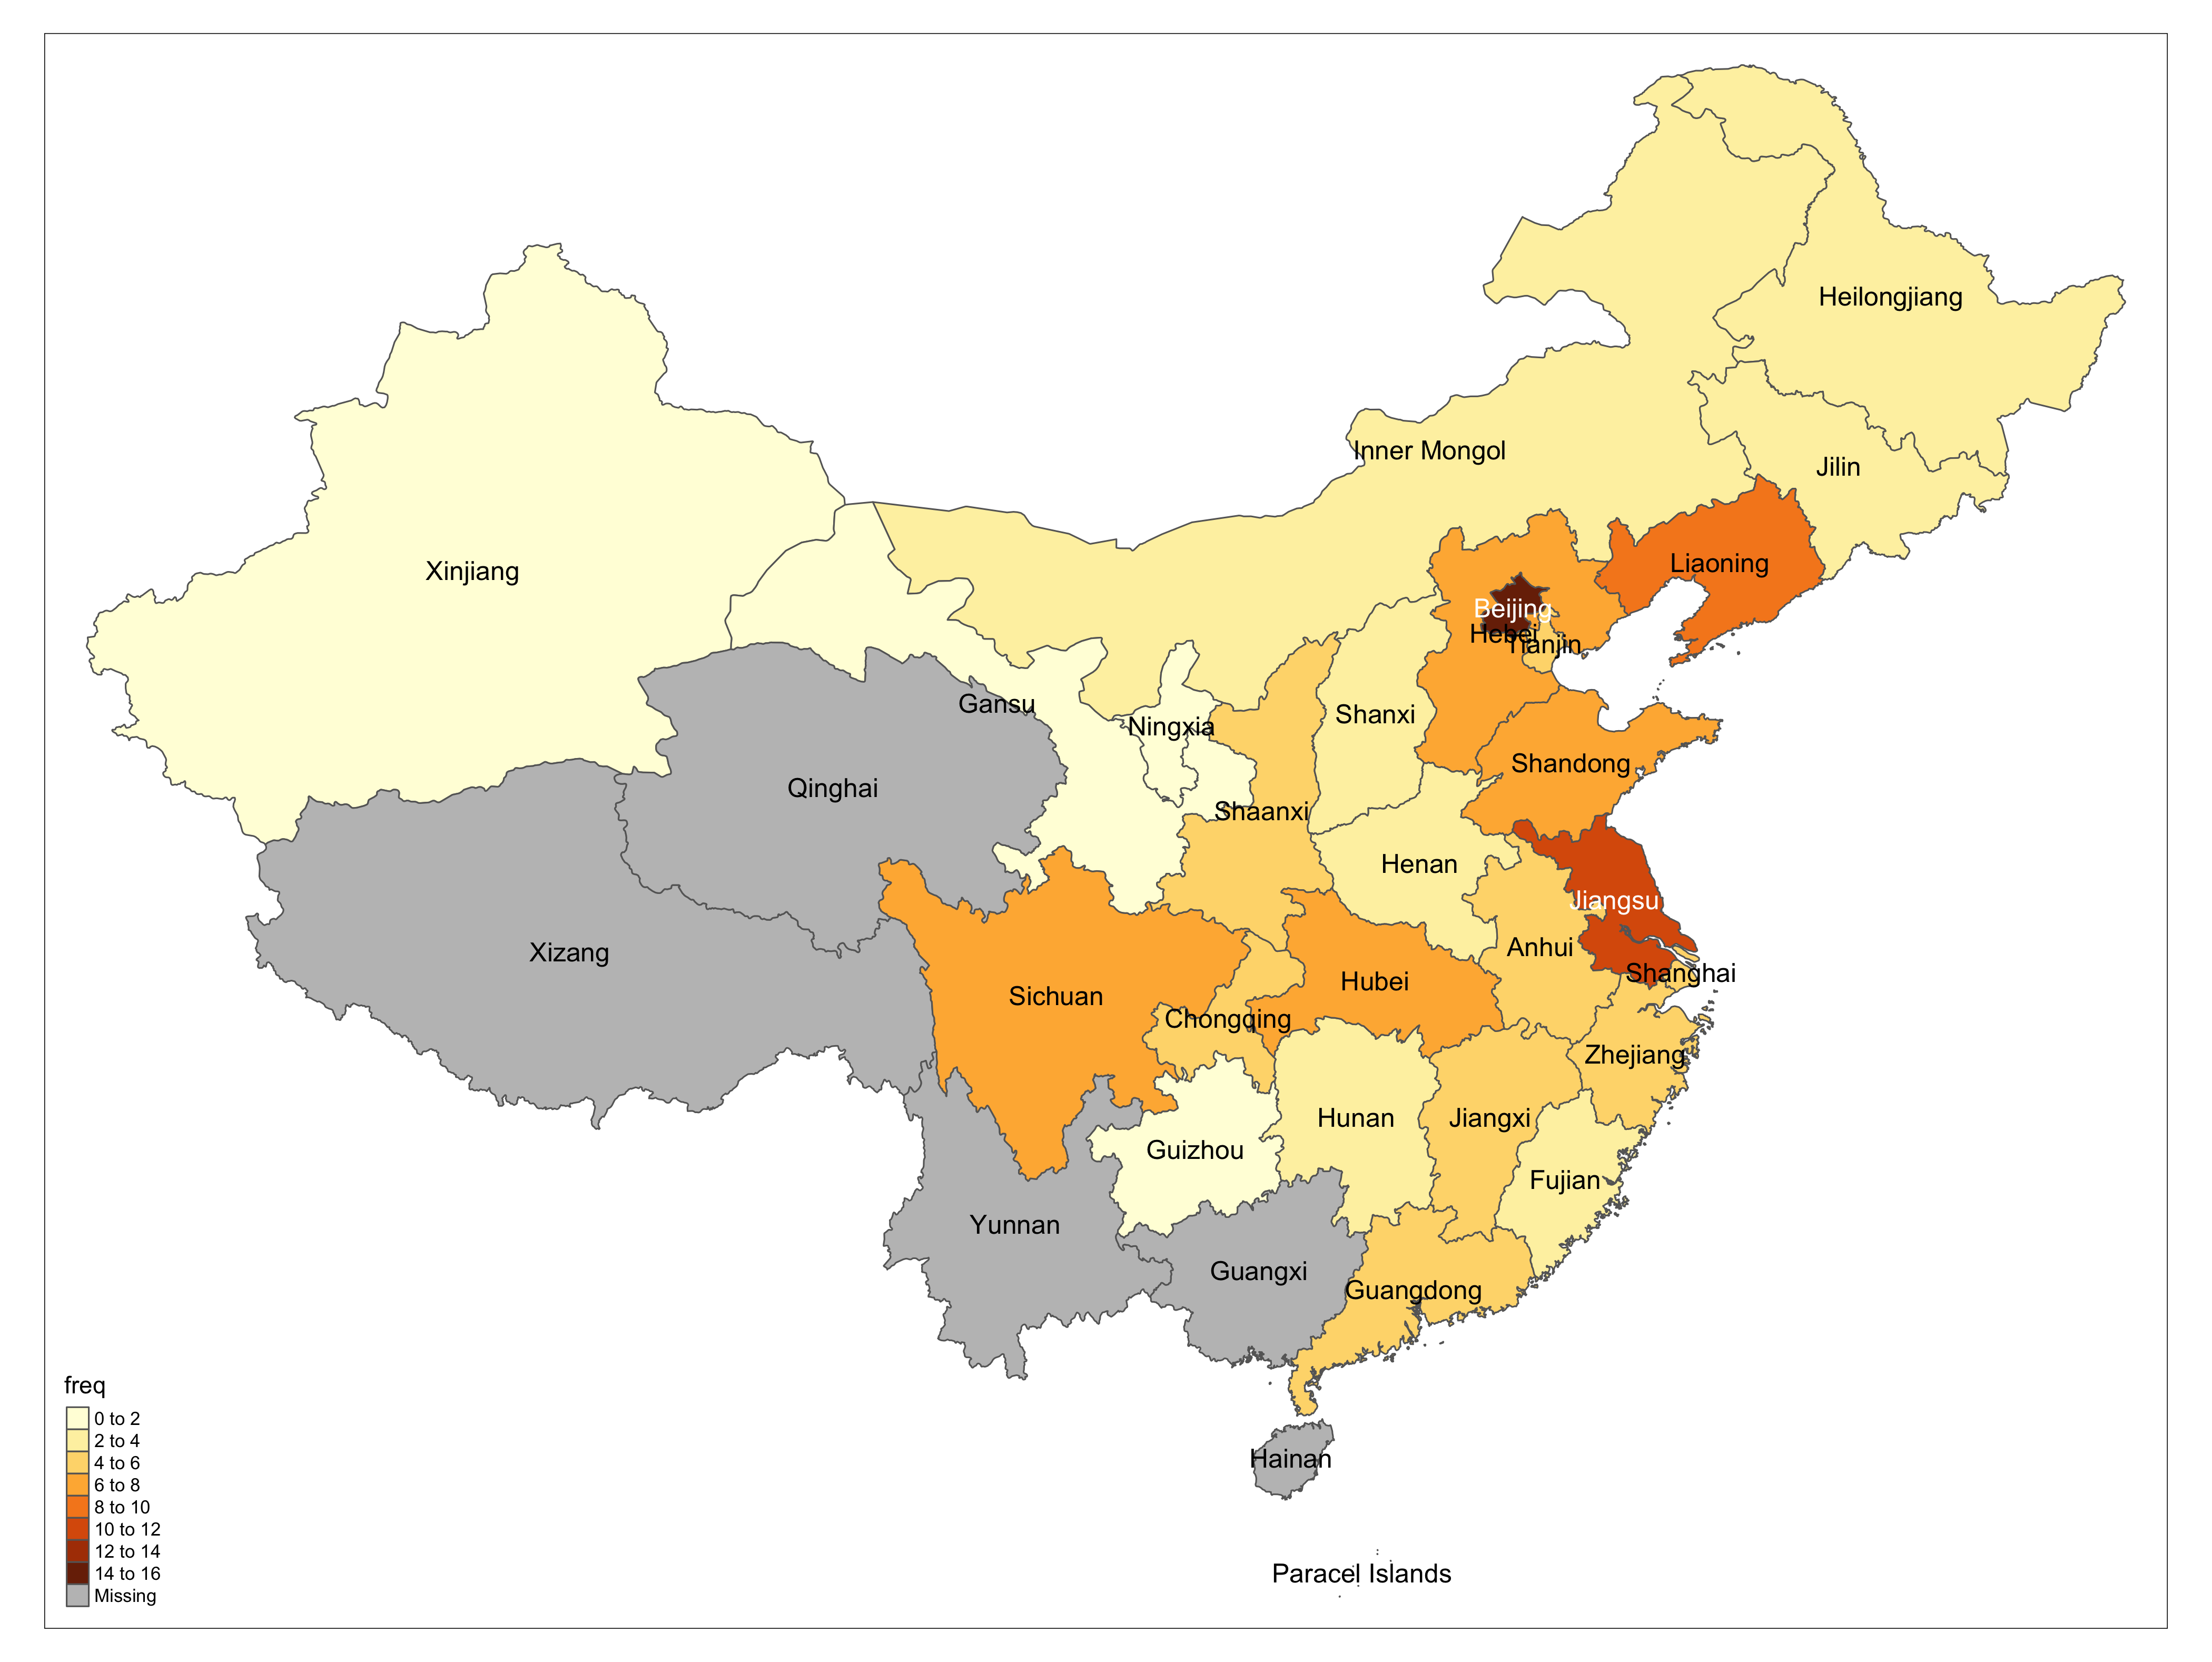 Heilongjiang
Inner Mongol
Jilin
Liaoning
Xinjiang
Beijing
Hebei
Tianjin
Gansu
Shanxi
Ningxia
Shandong
Qinghai
Shaanxi
Henan
Jiangsu
Anhui
Xizang
Shanghai
Hubei
Sichuan
Chongqing
Zhejiang
Hunan
Jiangxi
Guizhou
Fujian
Yunnan
Guangxi
Guangdong
Hainan
Paracel Islands
freq
0 to 2
2 to 4
4 to 6
6 to 8
8 to 10
10 to 12
12 to 14
14 to 16
Missing